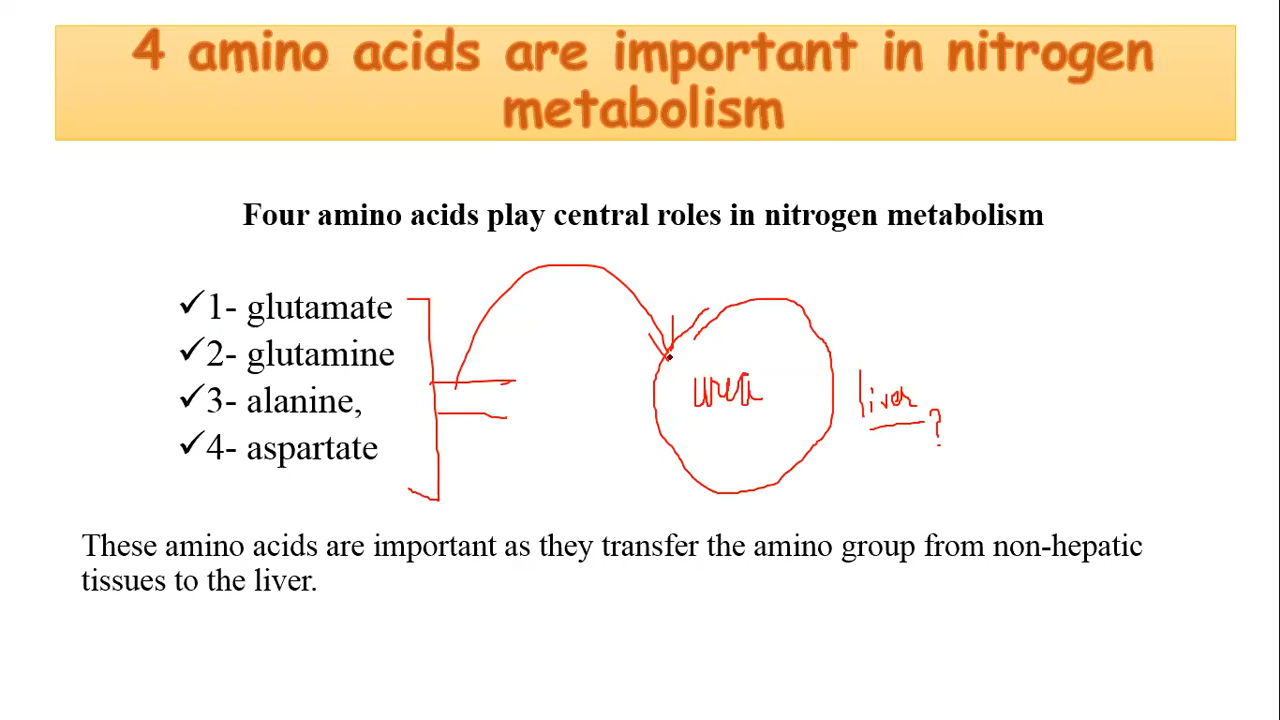 4 amino acids are important in nitrogen
metabolism
Four amino acids play central roles in nitrogen metabolism
✓1- glutamate
✓2- glutamine
✓3- alanine,
✓4- aspartate
urea
liver
?
These amino acids are important as they transfer the amino group from non-hepatic
tissues to the liver.